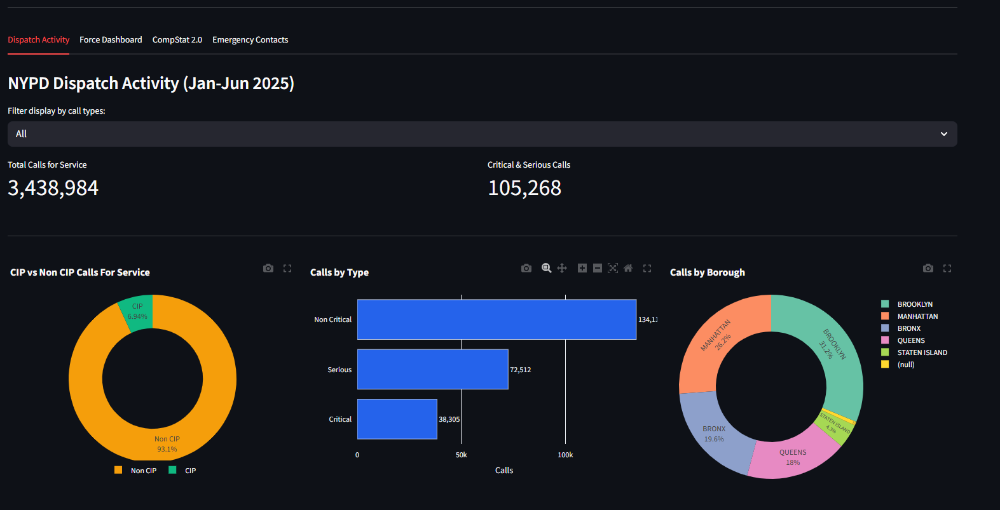 Dispatch Activity Force Dashboard CompStat 2.0 Emergency Contacts
NYPD Dispatch Activity (Jan-Jun 2025)
Filter display by call types:
All
Total Calls for Service
3,438,984
Critical & Serious Calls
105,268
CIP vs Non CIP Calls For Service
CIP
6.94%
Non CIP
93.1%
Non CIP CIP
Calls by Type
Non Critical
134,11
Serious
72,512
Critical
38,305
0 50k 100k
Calls
Calls by Borough
MANHATTAN
26.2%
BROOKLYN
31.2%
BRONX
19.6%
QUEENS
18%
STATEN ISLAND
4.3%
BROOKLYN
MANHATTAN
BRONX
QUEENS
STATEN ISLAND
(null)